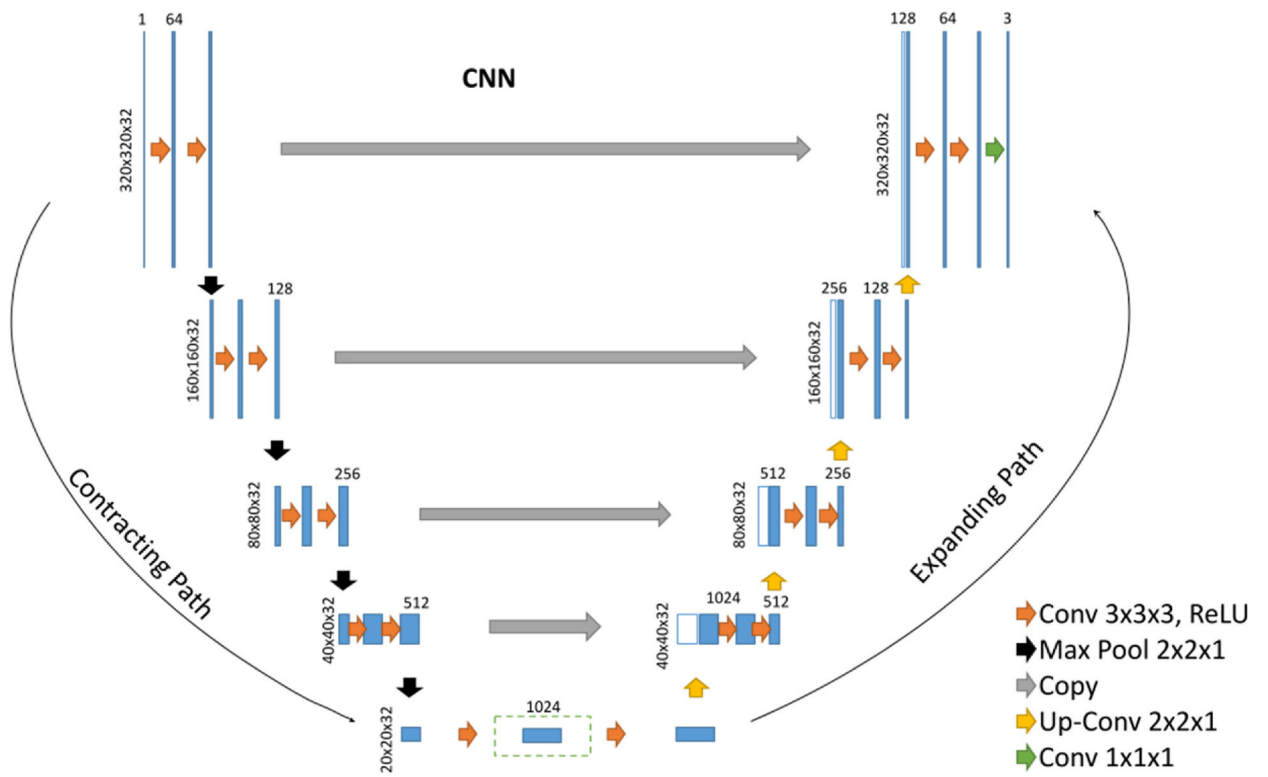 1 64
128 64 3
CNN
320x320x32
320x320x32
128
256 128
160x160x32
160x160x32
256
512 256
80x80x32
80x80x32
Contracting Path
Expanding Path
512
1024 512
40x40x32
40x40x32
1024
20x20x32
Conv 3x3x3, ReLU
Max Pool 2x2x1
Copy
Up-Conv 2x2x1
Conv 1x1x1